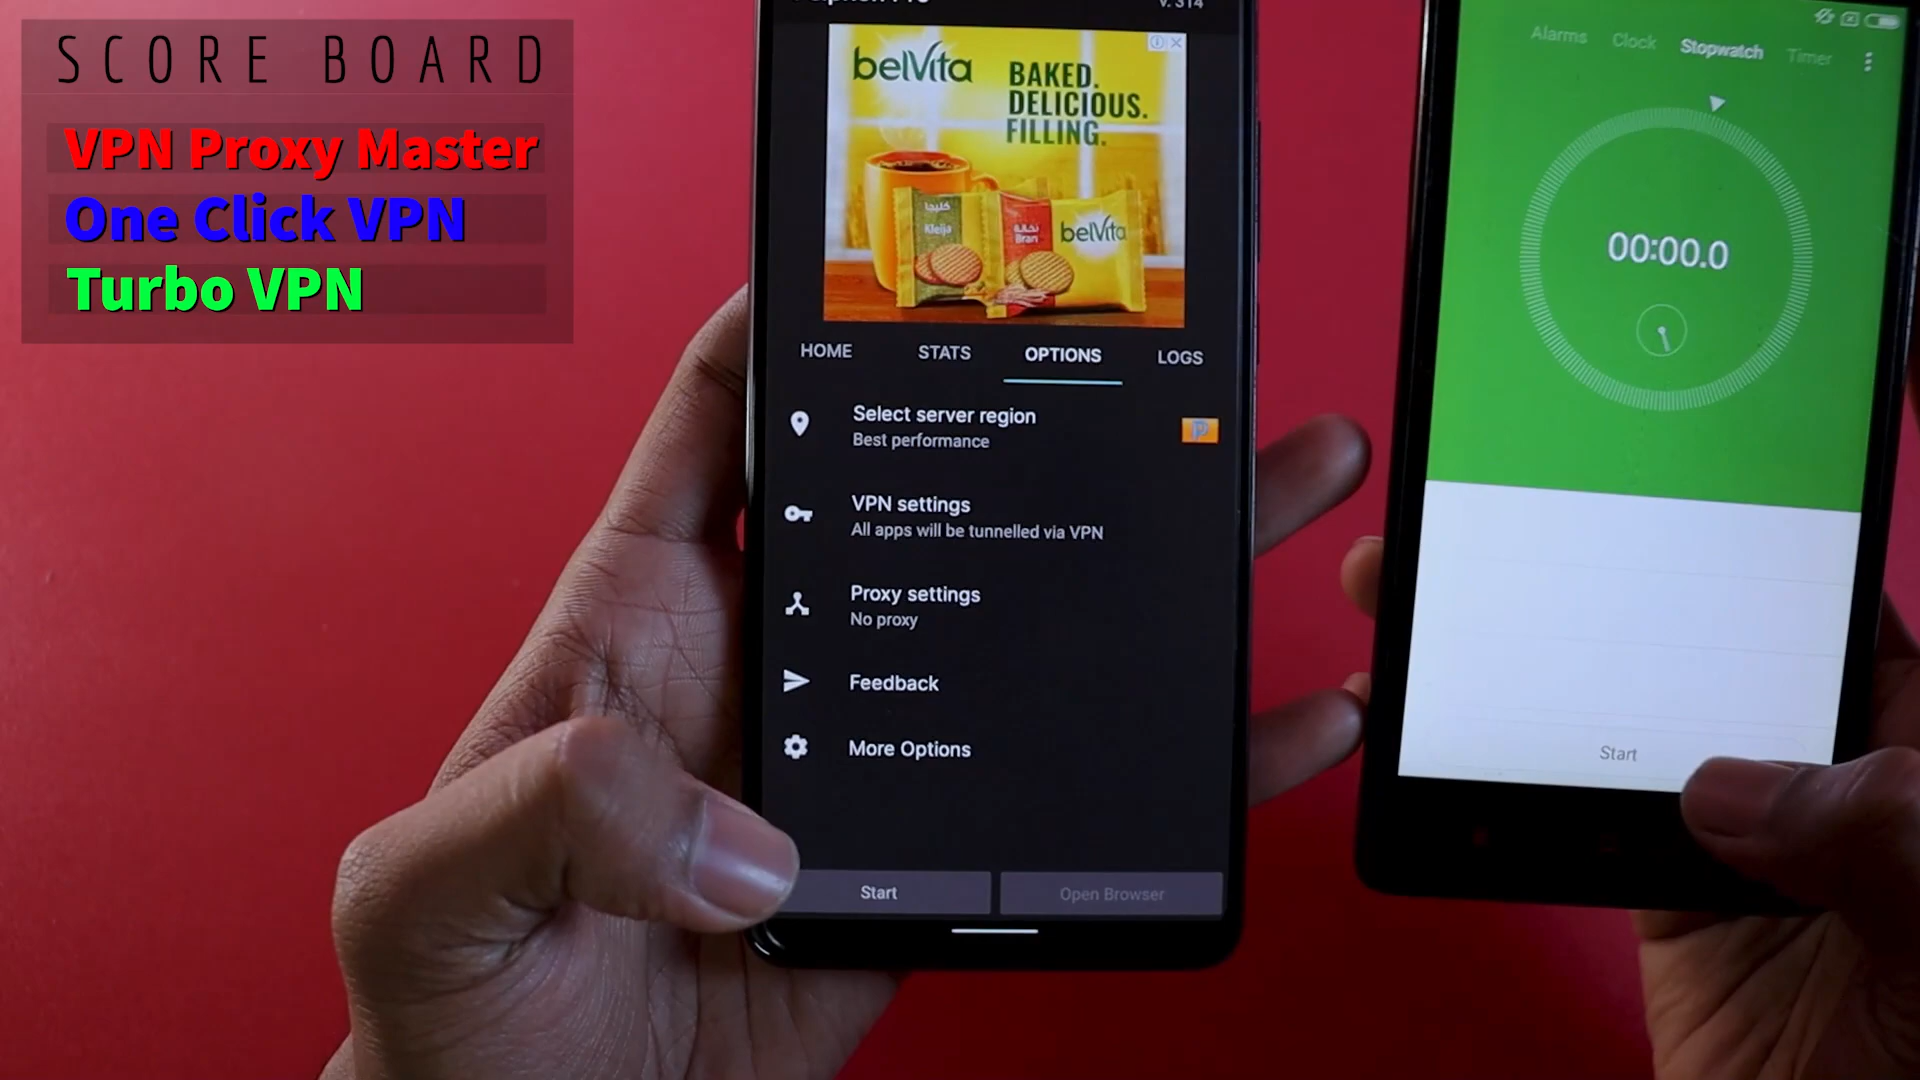 SCORE BOARD
VPN Proxy Master
One Click VPN
Turbo VPN
v. 314
belVita
BAKED.
DELICIOUS.
FILLING.
كليجا
Kleija
نخالة
Bran
belVita
HOME STATS OPTIONS LOGS
Select server region
Best performance
P
VPN settings
All apps will be tunnelled via VPN
Proxy settings
No proxy
Feedback
More Options
Start Open Browser
Alarms Clock Stopwatch Timer
00:00.0
Start